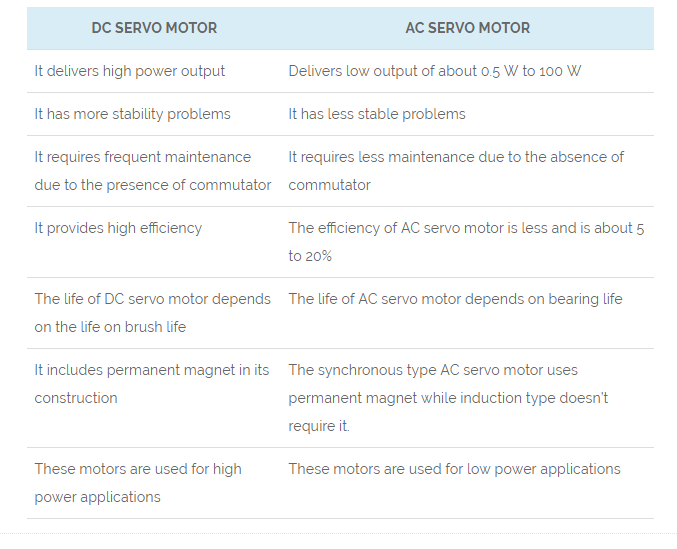 DC SERVO MOTOR AC SERVO MOTOR
It delivers high power output Delivers low output of about 0.5 W to 100 W
It has more stability problems It has less stable problems
It requires frequent maintenance It requires less maintenance due to the absence of
due to the presence of commutator commutator
It provides high efficiency The efficiency of AC servo motor is less and is about 5
to 20%
The life of DC servo motor depends The life of AC servo motor depends on bearing life
on the life on brush life
It includes permanent magnet in its The synchronous type AC servo motor uses
construction permanent magnet while induction type doesn't
require it.
These motors are used for high These motors are used for low power applications
power applications